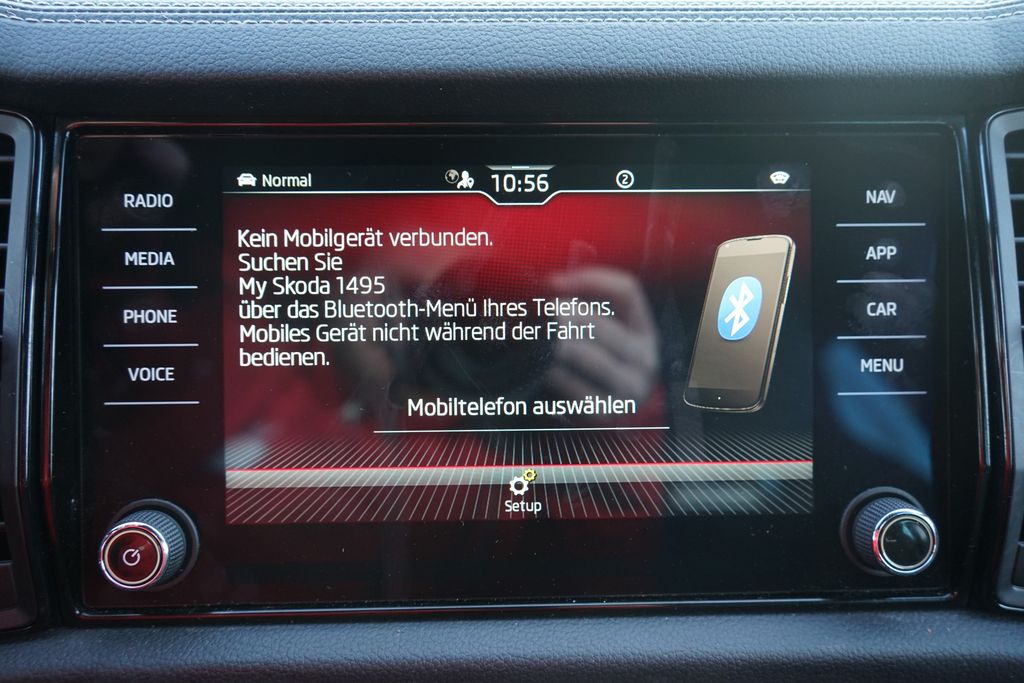 Normal
10:56
2
RADIO
MEDIA
PHONE
VOICE
Kein Mobilgerät verbunden.
Suchen Sie
My Skoda 1495
über das Bluetooth-Menü Ihres Telefons.
Mobiles Gerät nicht während der Fahrt
bedienen.
Mobiltelefon auswählen
Setup
NAV
APP
CAR
MENU